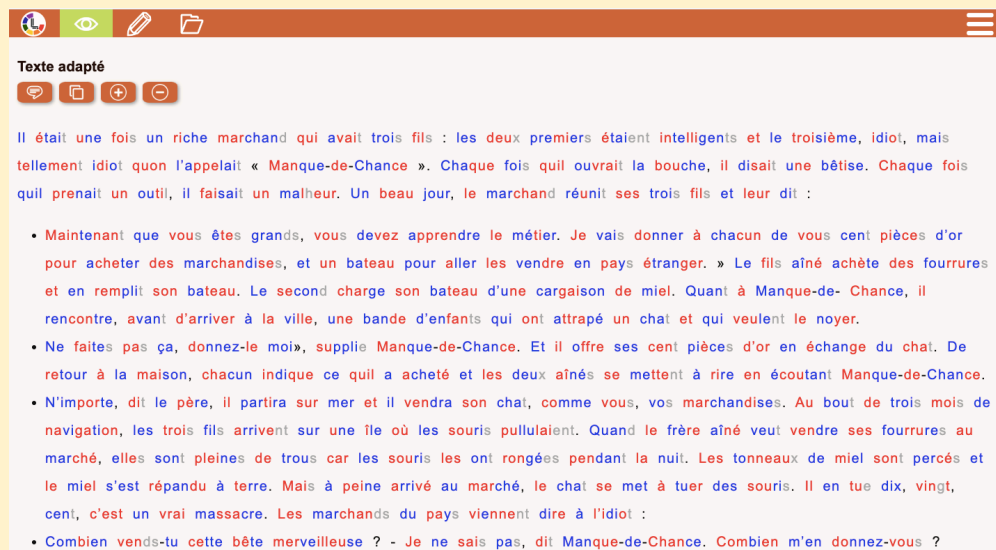 Texte adapté
Il était une fois un riche marchand qui avait trois fils : les deux premiers étaient intelligents et le troisième, idiot, mais
tellement idiot quon l'appelait « Manque-de-Chance ». Chaque fois quil ouvrait la bouche, il disait une bêtise. Chaque fois
quil prenait un outil, il faisait un malheur. Un beau jour, le marchand réunit ses trois fils et leur dit :
• Maintenant que vous êtes grands, vous devez apprendre le métier. Je vais donner à chacun de vous cent pièces d'or
pour acheter des marchandises, et un bateau pour aller les vendre en pays étranger. » Le fils aîné achète des fourrures
et en remplit son bateau. Le second charge son bateau d'une cargaison de miel. Quant à Manque-de- Chance, il
rencontre, avant d'arriver à la ville, une bande d'enfants qui ont attrapé un chat et qui veulent le noyer.
• Ne faites pas ça, donnez-le moi», supplie Manque-de-Chance. Et il offre ses cent pièces d'or en échange du chat. De
retour à la maison, chacun indique ce quil a acheté et les deux aînés se mettent à rire en écoutant Manque-de-Chance.
• N'importe, dit le père, il partira sur mer et il vendra son chat, comme vous, vos marchandises. Au bout de trois mois de
navigation, les trois fils arrivent sur une île où les souris pullulaient. Quand le frère aîné veut vendre ses fourrures au
marché, elles sont pleines de trous car les souris les ont rongées pendant la nuit. Les tonneaux de miel sont percés et
le miel s'est répandu à terre. Mais à peine arrivé au marché, le chat se met à tuer des souris. Il en tue dix, vingt,
cent, c'est un vrai massacre. Les marchands du pays viennent dire à l'idiot :
• Combien vends-tu cette bête merveilleuse ? - Je ne sais pas, dit Manque-de-Chance. Combien m'en donnez-vous ?